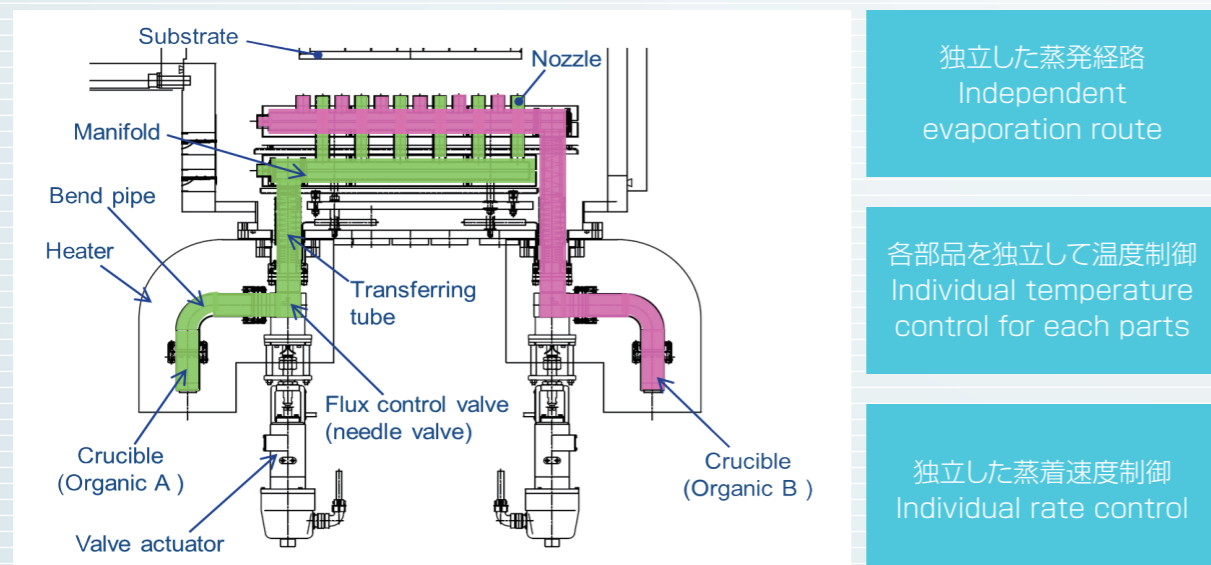 Substrate
Nozzle
Manifold
Bend pipe
Heater
Transferring
tube
Flux control valve
(needle valve)
Crucible
(Organic A )
Crucible
(Organic B )
Valve actuator
独立した蒸発経路
Independent
evaporation route
各部品を独立して温度制御
Individual temperature
control for each parts
独立した蒸着速度制御
Individual rate control